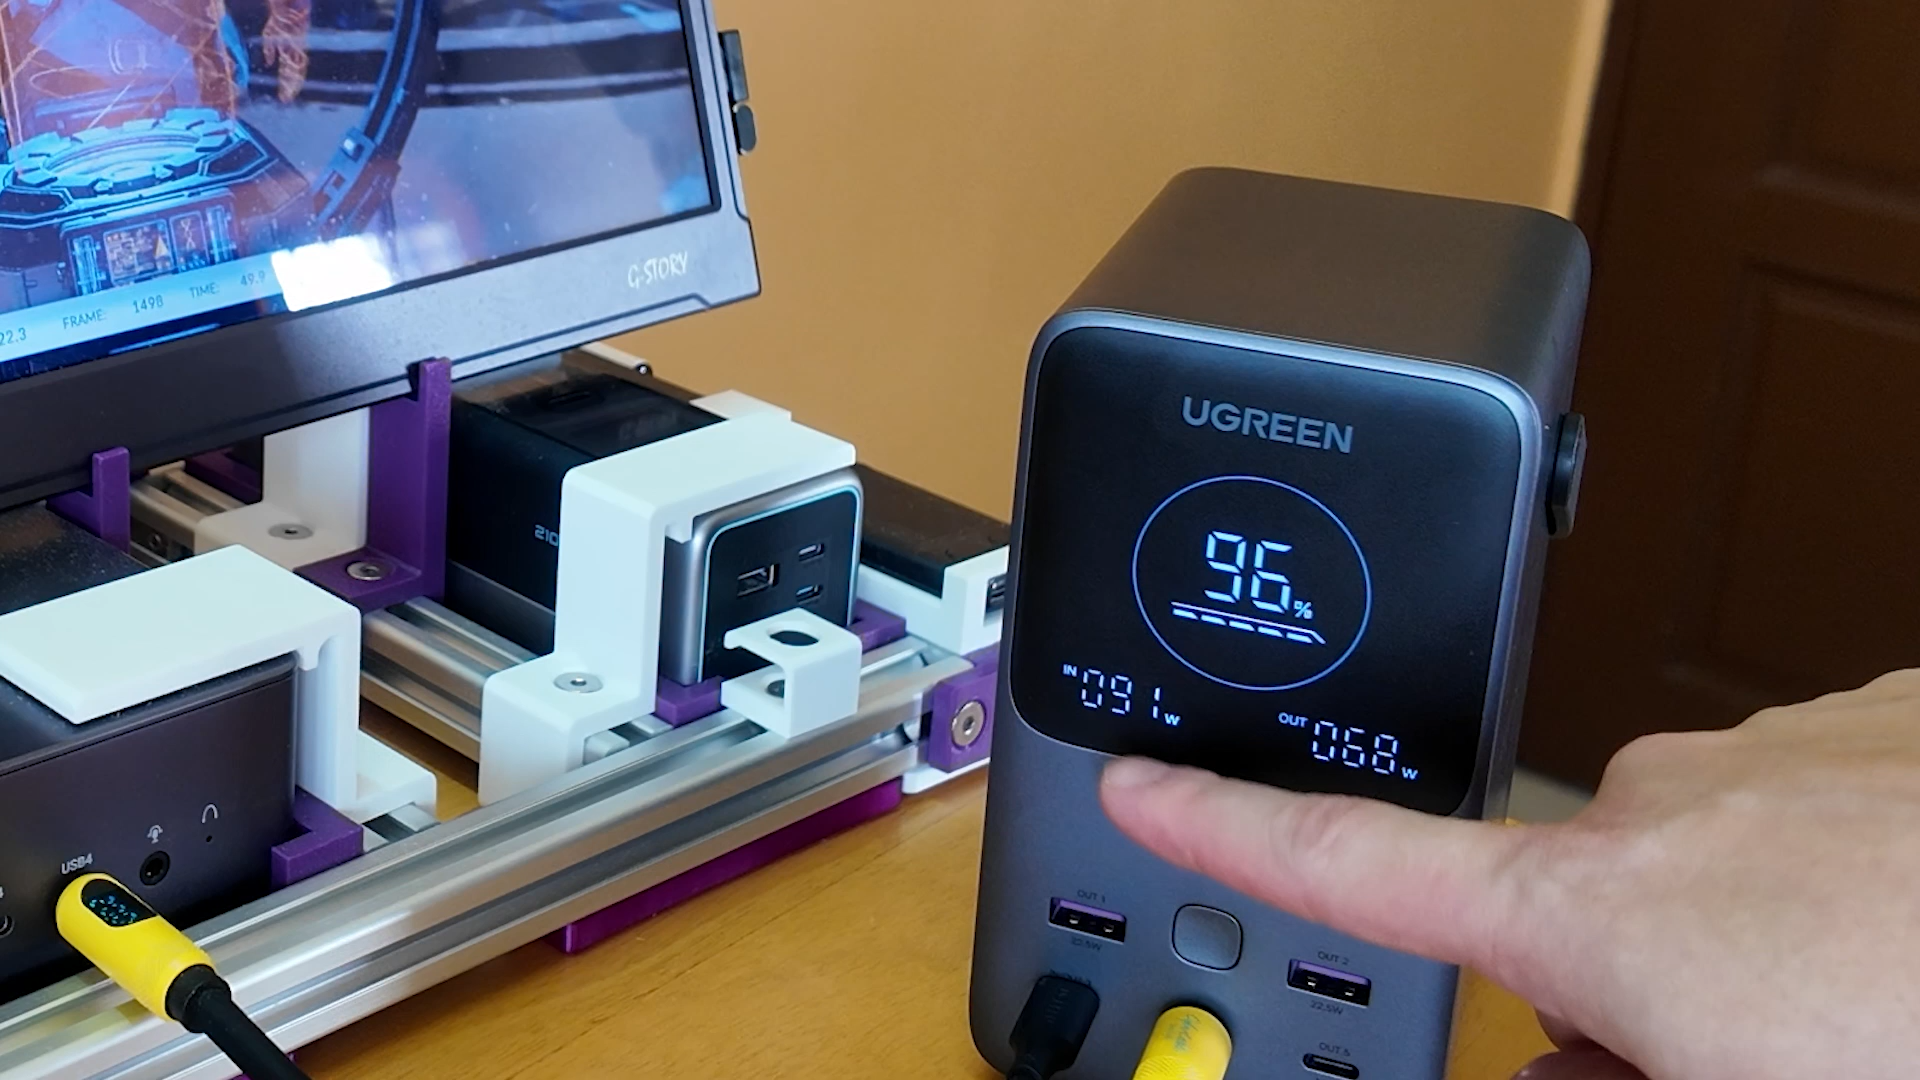 22.3 FRAME: 1498 TIME: 49.9
G-STORY
210
USB4
UGREEN
96%
IN 091W
OUT 068W
OUT 1
22.5W
OUT 2
22.5W
OUT 5